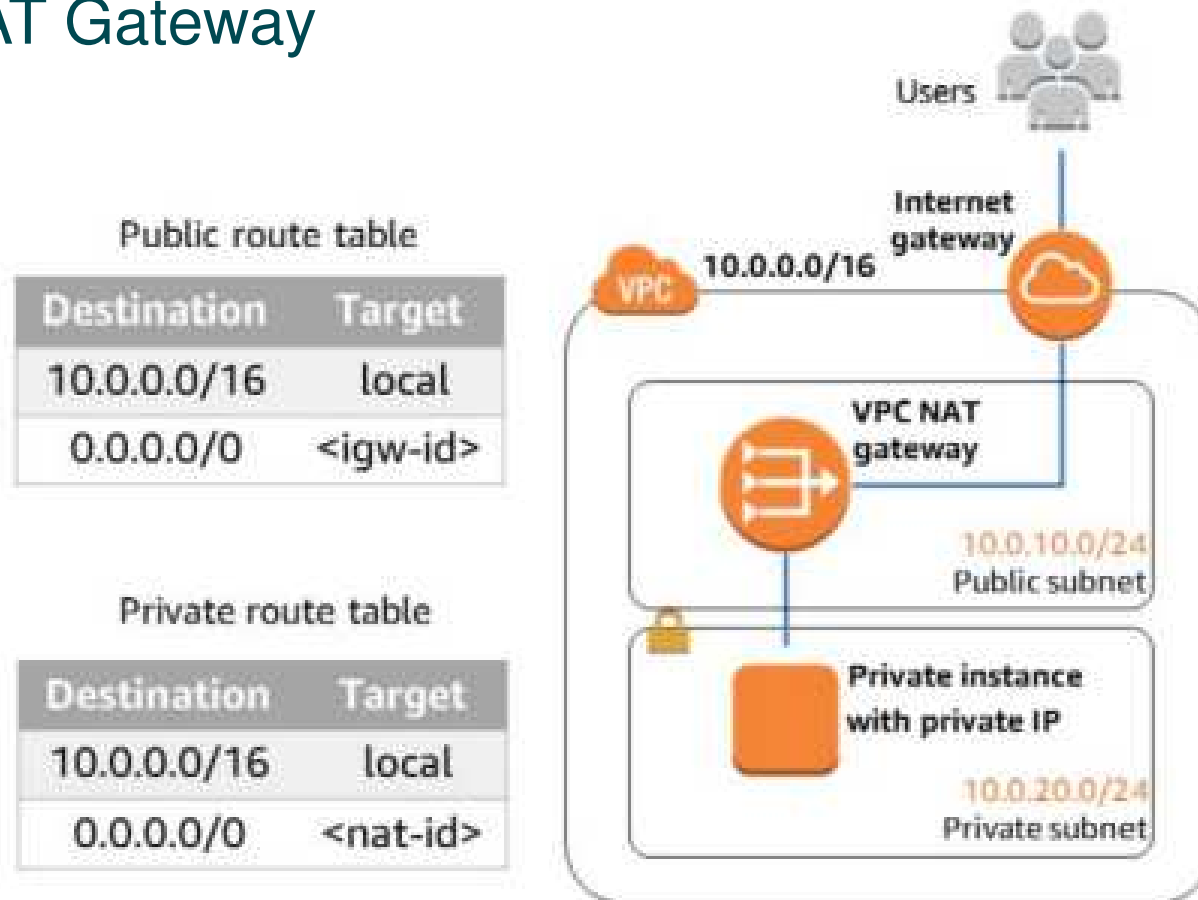 AT Gateway
Users
Internet
gateway
Public route table
Destination Target
10.0.0.0/16 local
0.0.0.0/0 <igw-id>
VPC
10.0.0.0/16
VPC NAT
gateway
10.0.10.0/24
Public subnet
Private route table
Destination Target
10.0.0.0/16 local
0.0.0.0/0 <nat-id>
Private instance
with private IP
10.0.20.0/24
Private subnet